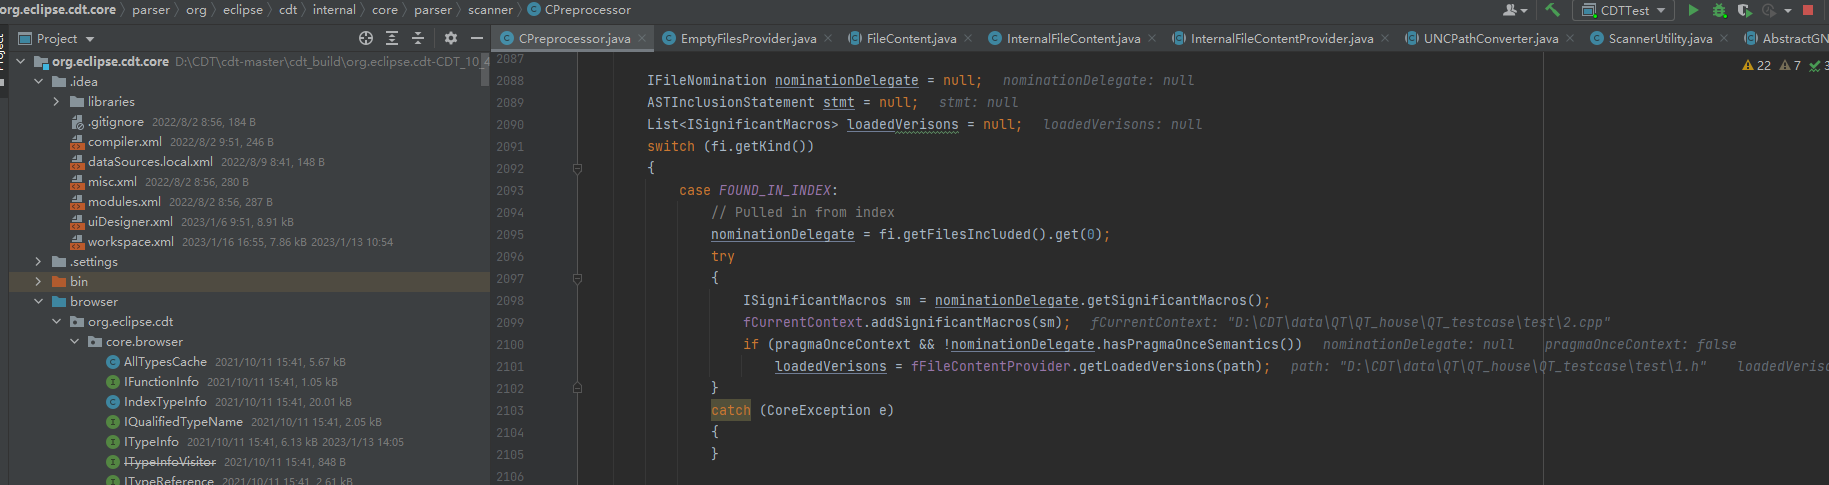 org.eclipse.cdt.core parser org eclipse cdt internal core parser scanner CPreprocessor CDTTest
Project
CPreprocessor.java EmptyFilesProvider.java FileContent.java InternalFileContent.java InternalFileContentProvider.java UNCPathConverter.java ScannerUtility.java AbstractGN
Project
org.eclipse.cdt.core D:\CDT\cdt-master\cdt_build\org.eclipse.cdt-CDT_10_4
.idea
libraries
.gitignore 2022/8/2 8:56, 184 B
compiler.xml 2022/8/2 9:51, 246 B
dataSources.local.xml 2022/8/9 8:41, 148 B
misc.xml 2022/8/2 8:56, 280 B
modules.xml 2022/8/2 8:56, 287 B
uiDesigner.xml 2023/1/6 9:51, 8.91 kB
workspace.xml 2023/1/16 16:55, 7.86 kB 2023/1/13 10:54
.settings
bin
browser
org.eclipse.cdt
core.browser
AllTypesCache 2021/10/11 15:41, 5.67 kB
IFunctionInfo 2021/10/11 15:41, 1.05 kB
IndexTypeInfo 2021/10/11 15:41, 20.01 kB
IQualifiedTypeName 2021/10/11 15:41, 2.05 kB
ITypeInfo 2021/10/11 15:41, 6.13 kB 2023/1/13 14:05
ITypeInfoVisitor 2021/10/11 15:41, 848 B
ITypeReference 2021/10/11 15:41, 2.61 kB
22 7 3
2087
2088 IFileNomination nominationDelegate = null; nominationDelegate: null
2089 ASTInclusionStatement stmt = null; stmt: null
2090 List<ISignificantMacros> loadedVerisons = null; loadedVerisons: null
2091 switch (fi.getKind())
2092 {
2093 case FOUND_IN_INDEX:
2094 // Pulled in from index
2095 nominationDelegate = fi.getFilesIncluded().get(0);
2096 try
2097 {
2098 ISignificantMacros sm = nominationDelegate.getSignificantMacros();
2099 fCurrentContext.addSignificantMacros(sm); fCurrentContext: "D:\CDT\data\QT\QT_house\QT_testcase\test\2.cpp"
2100 if (pragmaOnceContext && !nominationDelegate.hasPragmaOnceSemantics()) nominationDelegate: null pragmaOnceContext: false
2101 loadedVerisons = fFileContentProvider.getLoadedVersions(path); path: "D:\CDT\data\QT\QT_house\QT_testcase\test\1.h" loadedVeriso
2102 }
2103 catch (CoreException e)
2104 {
2105 }
2106